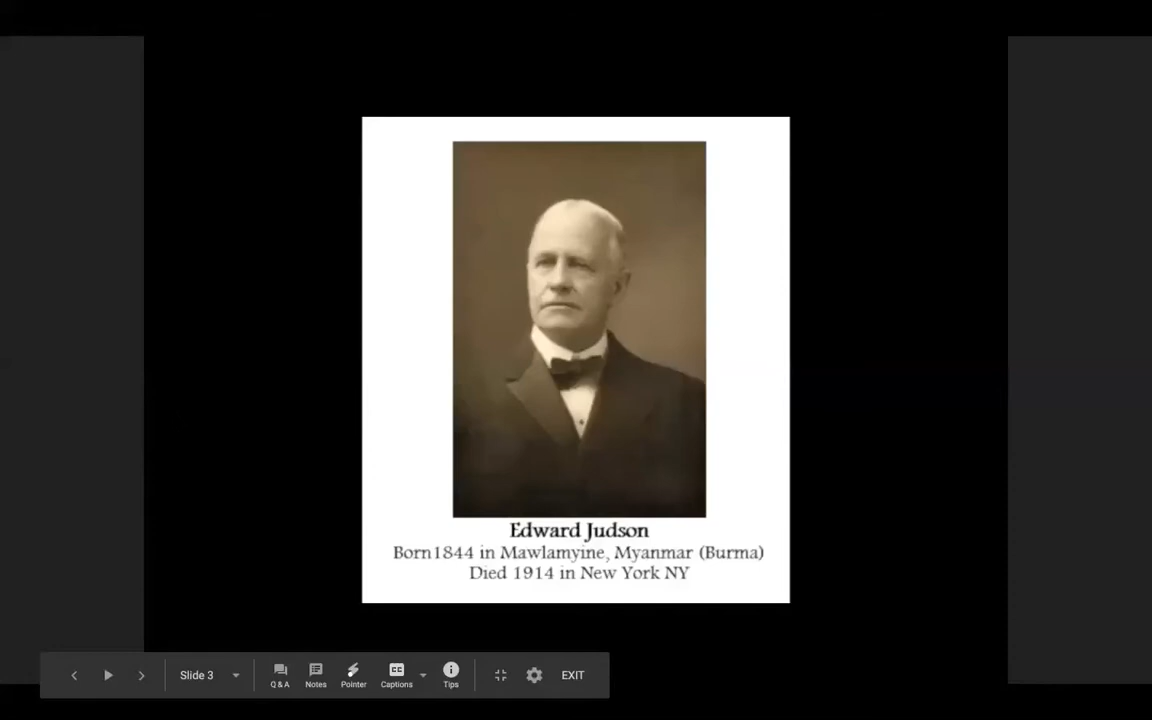 Edward Judson
Born1844 in Mawlamyine, Myanmar (Burma)
Died 1914 in New York NY
Slide 3
Q&A
Notes
Pointer
CC
Captions
Tips
EXIT